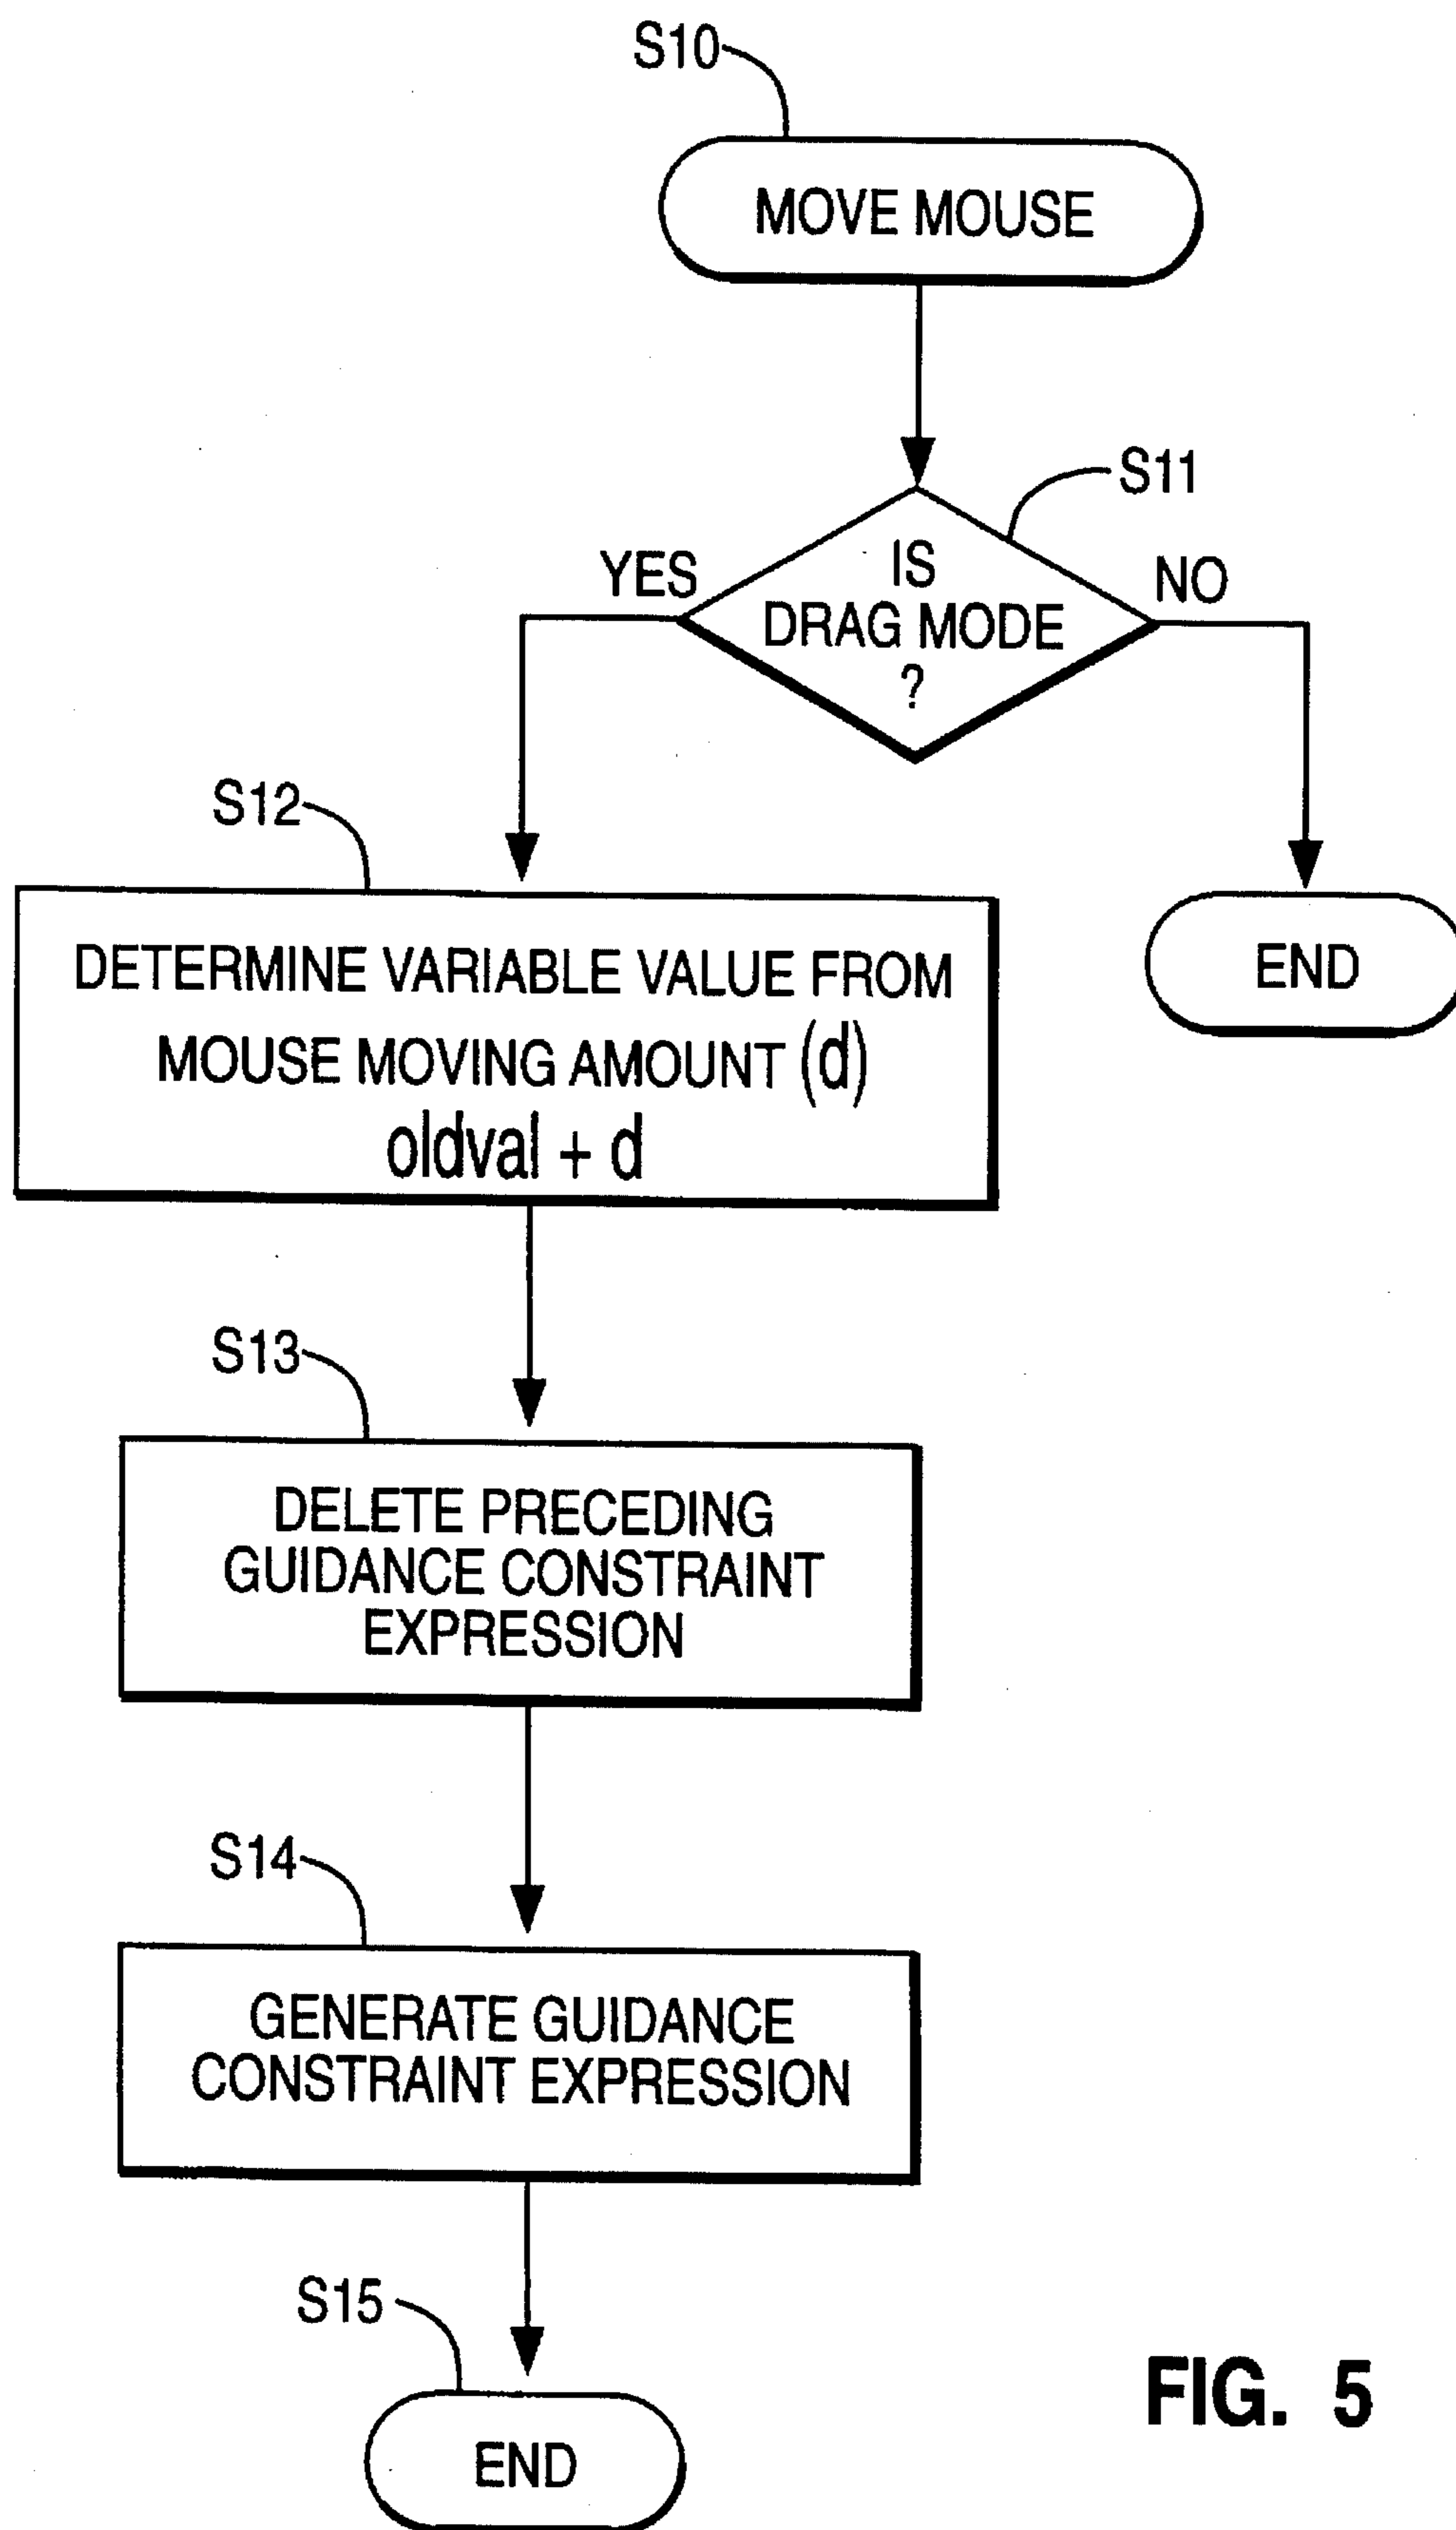 S10
MOVE MOUSE
S11
YES
IS
DRAG MODE
?
NO
S12
DETERMINE VARIABLE VALUE FROM
MOUSE MOVING AMOUNT (d)
oldval + d
END
S13
DELETE PRECEDING
GUIDANCE CONSTRAINT
EXPRESSION
S14
GENERATE GUIDANCE
CONSTRAINT EXPRESSION
S15
END
FIG. 5